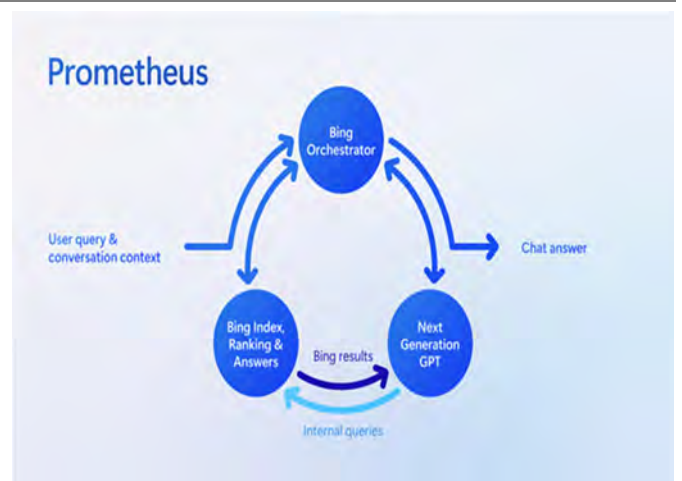 Prometheus
Bing
Orchestrator
User query &
conversation context
Chat answer
Bing Index,
Ranking &
Answers
Bing results
Next
Generation
GPT
Internal queries